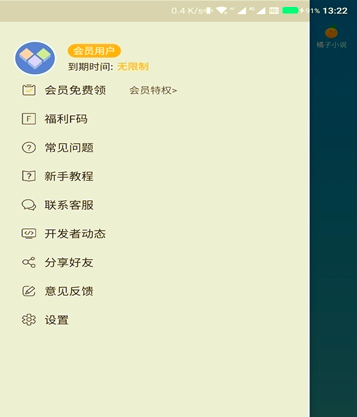 0.4 K/s 91% 13:22
会员用户
到期时间: 无限制
橘子小说
会员免费领 会员特权>
福利F码
常见问题
新手教程
联系客服
开发者动态
分享好友
意见反馈
设置